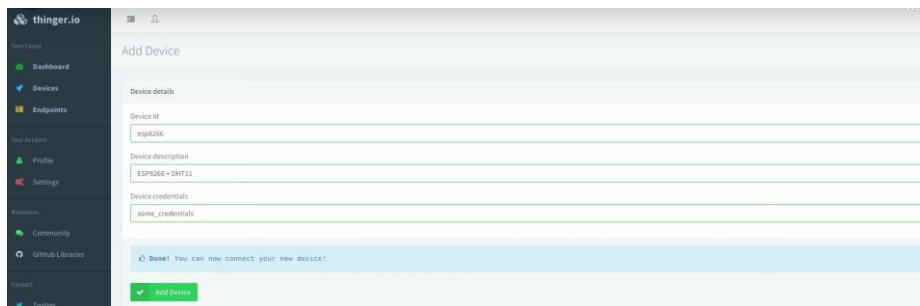 thinger.io
Your Cloud
Dashboard
Devices
Endpoints
Your Account
Profile
Settings
Resources
Community
GitHub Libraries
Contact
Twitter
Add Device
Device details
Device Id
esp8266
Device description
ESP8266 + DHT11
Device credentials
some_credentials
Done! You can now connect your new device!
Add Device